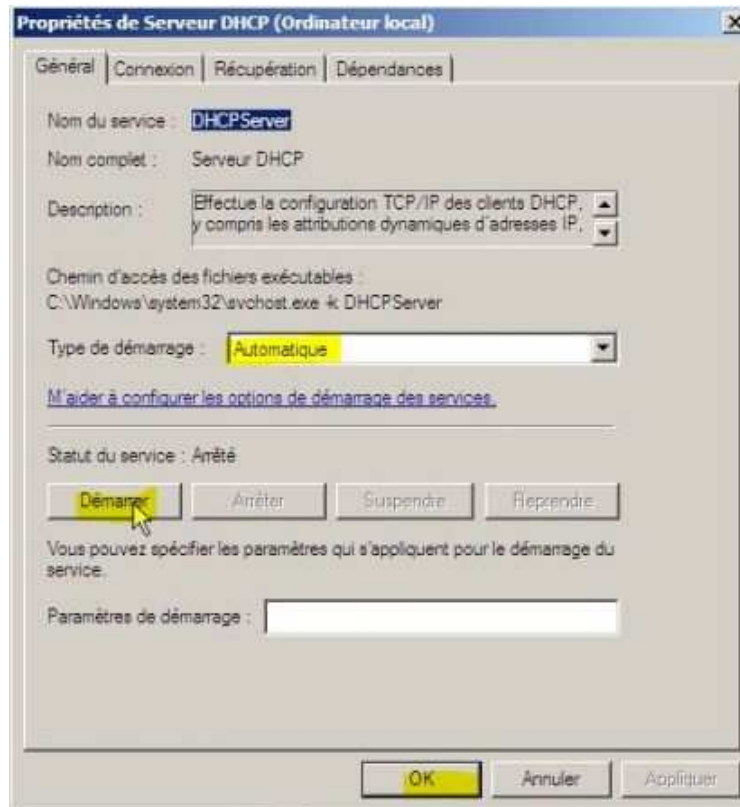 Propriétés de Serveur DHCP (Ordinateur local)
Général
Connexion
Récupération
Dépendances
Nom du service : DHCPServer
Nom complet : Serveur DHCP
Description : Effectue la configuration TCP/IP des clients DHCP,
y compris les attributions dynamiques d'adresses IP,
Chemin d'accès des fichiers exécutables :
C:\Windows\system32\svchost.exe -k DHCPServer
Type de démarrage : Automatique
M'aider à configurer les options de démarrage des services.
Statut du service : Arrêté
Démarrer
Arrêter
Suspendre
Reprendre
Vous pouvez spécifier les paramètres qui s'appliquent pour le démarrage du
service.
Paramètres de démarrage :
OK
Annuler
Appliquer